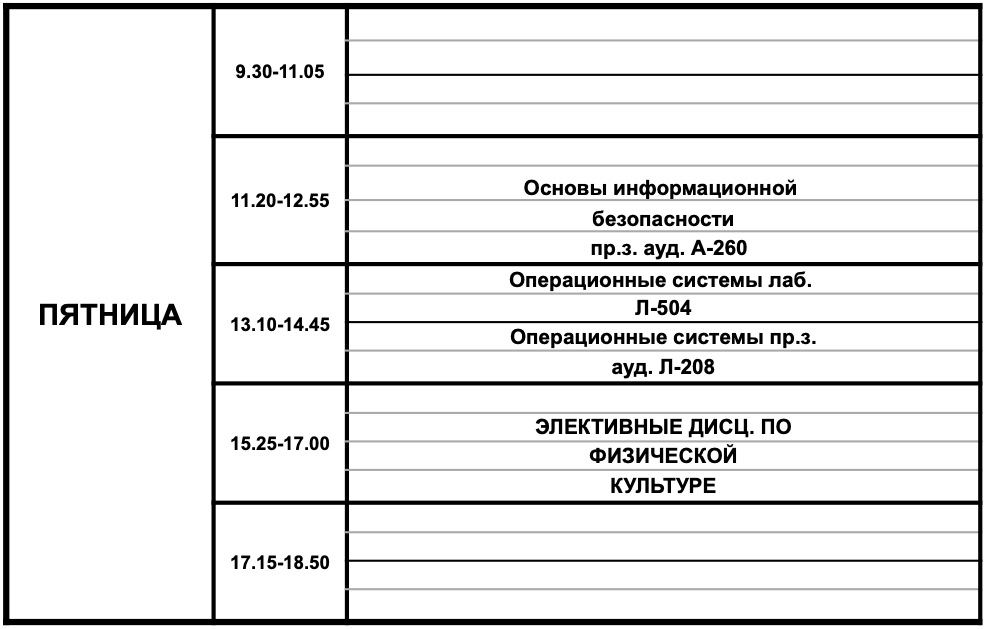 ПЯТНИЦА
9.30-11.05
11.20-12.55
Основы информационной
безопасности
пр.з. ауд. А-260
13.10-14.45
Операционные системы лаб.
Л-504
Операционные системы пр.з.
ауд. Л-208
15.25-17.00
ЭЛЕКТИВНЫЕ ДИСЦ. ПО
ФИЗИЧЕСКОЙ
КУЛЬТУРЕ
17.15-18.50